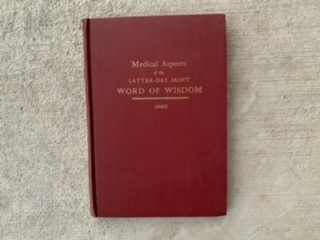 Medical Aspects
of the
LATTER-DAY SAINT
WORD OF WISDOM